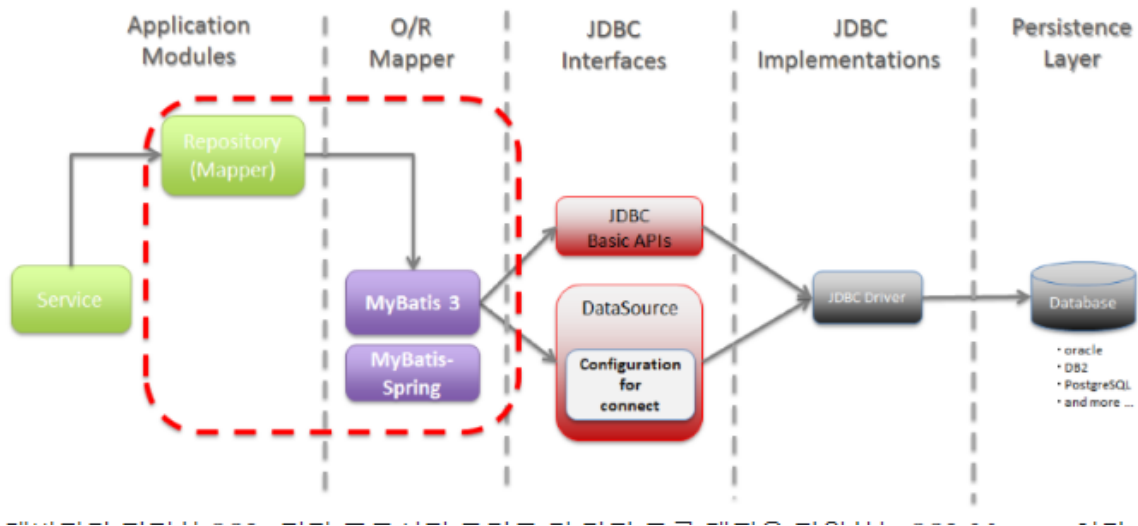 Application
Modules
O/R
Mapper
JDBC
Interfaces
JDBC
Implementations
Persistence
Layer
Repository
(Mapper)
Service
MyBatis 3
MyBatis-
Spring
JDBC
Basic APIs
DataSource
Configuration
for
connect
JDBC Driver
Database
• oracle
• DB2
• PostgreSQL
• and more ...